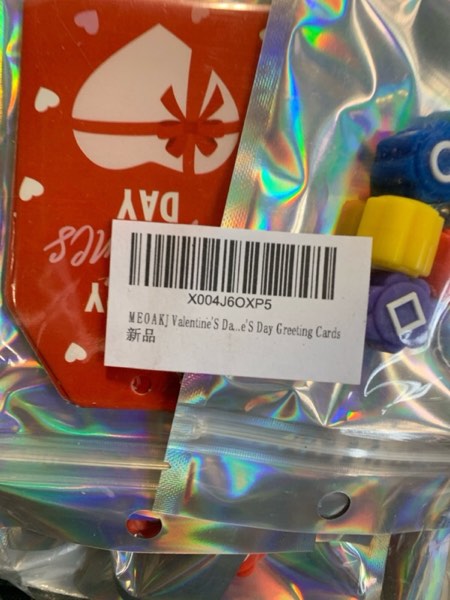 DAY
X004J6OXP5
MEOAKJ Valentine'S Da...e'S Day Greeting Cards
新品